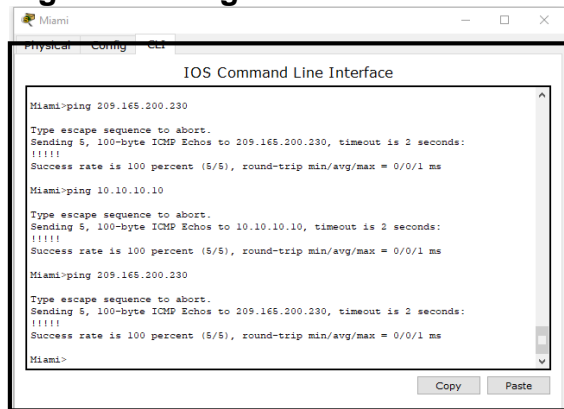 Miami
Physical Config CLI
IOS Command Line Interface
Miami>ping 209.165.200.230
Type escape sequence to abort.
Sending 5, 100-byte ICMP Echos to 209.165.200.230, timeout is 2 seconds:
!!!!!
Success rate is 100 percent (5/5), round-trip min/avg/max = 0/0/1 ms
Miami>ping 10.10.10.10
Type escape sequence to abort.
Sending 5, 100-byte ICMP Echos to 10.10.10.10, timeout is 2 seconds:
!!!!!
Success rate is 100 percent (5/5), round-trip min/avg/max = 0/0/1 ms
Miami>ping 209.165.200.230
Type escape sequence to abort.
Sending 5, 100-byte ICMP Echos to 209.165.200.230, timeout is 2 seconds:
!!!!!
Success rate is 100 percent (5/5), round-trip min/avg/max = 0/0/1 ms
Miami>
Copy Paste